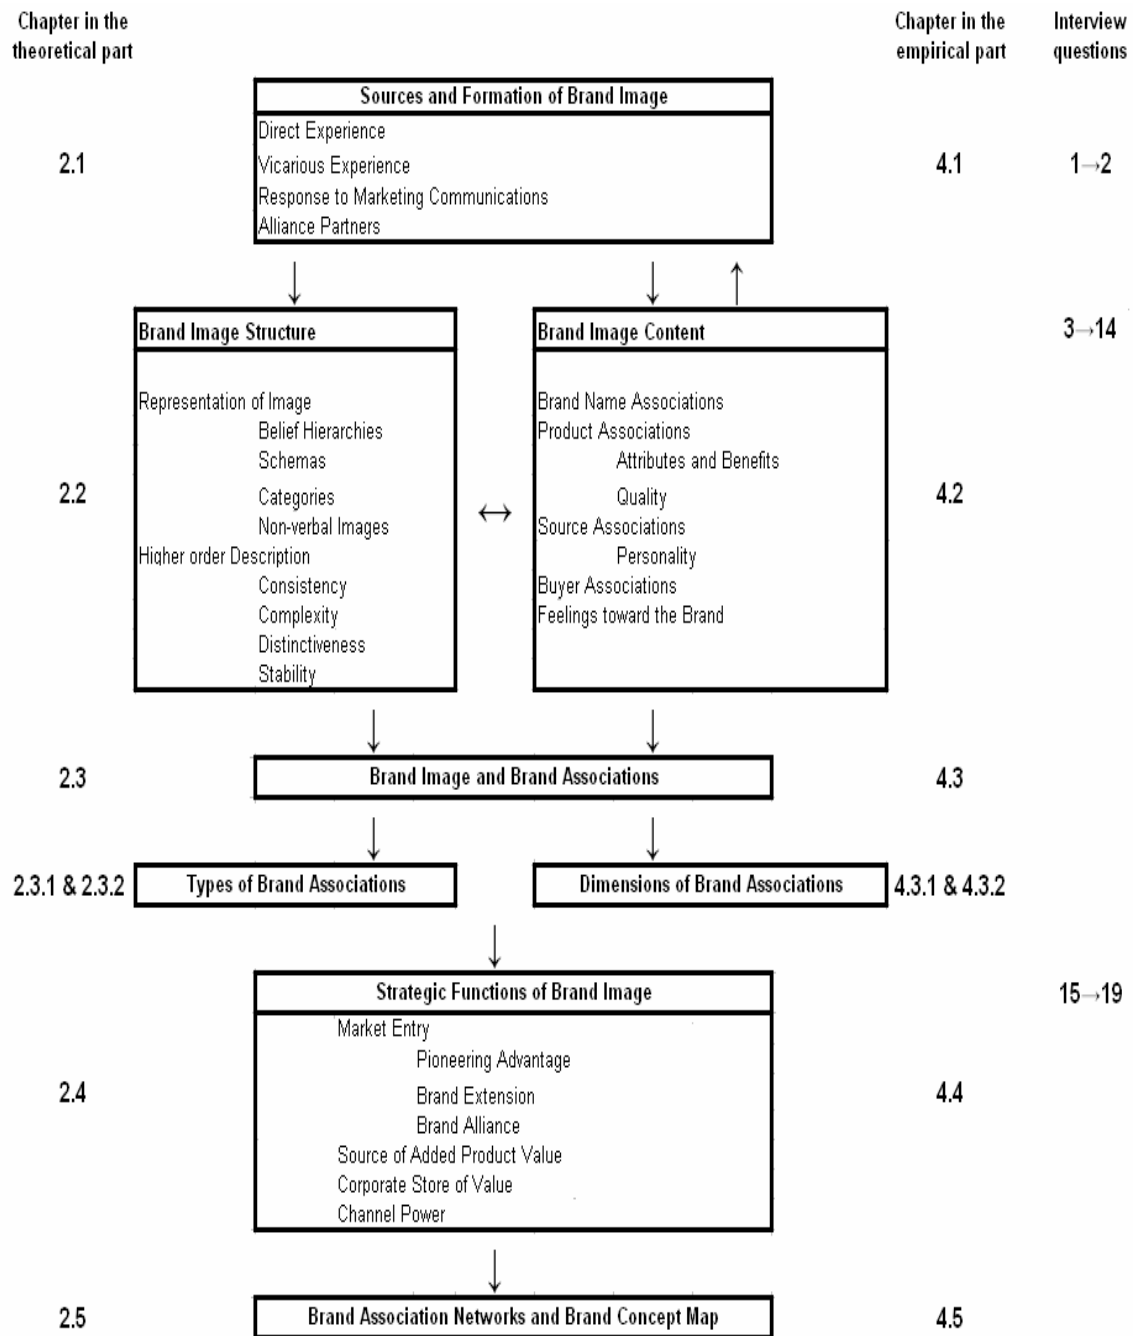 Chapter in the
theoretical part
Chapter in the
empirical part
Interview
questions
Sources and Formation of Brand Image
Direct Experience
Vicarious Experience
Response to Marketing Communications
Alliance Partners
2.1
4.1
1→2
↓
↓ ↑
Brand Image Structure
Representation of Image
Belief Hierarchies
Schemas
Categories
Non-verbal Images
Higher order Description
Consistency
Complexity
Distinctiveness
Stability
2.2
↔
Brand Image Content
Brand Name Associations
Product Associations
Attributes and Benefits
Quality
Source Associations
Personality
Buyer Associations
Feelings toward the Brand
4.2
3→14
↓ ↓
2.3
Brand Image and Brand Associations
4.3
↓ ↓
2.3.1 & 2.3.2
Types of Brand Associations
Dimensions of Brand Associations
4.3.1 & 4.3.2
↓
Strategic Functions of Brand Image
Market Entry
Pioneering Advantage
Brand Extension
Brand Alliance
Source of Added Product Value
Corporate Store of Value
Channel Power
2.4
4.4
15→19
↓
2.5
Brand Association Networks and Brand Concept Map
4.5